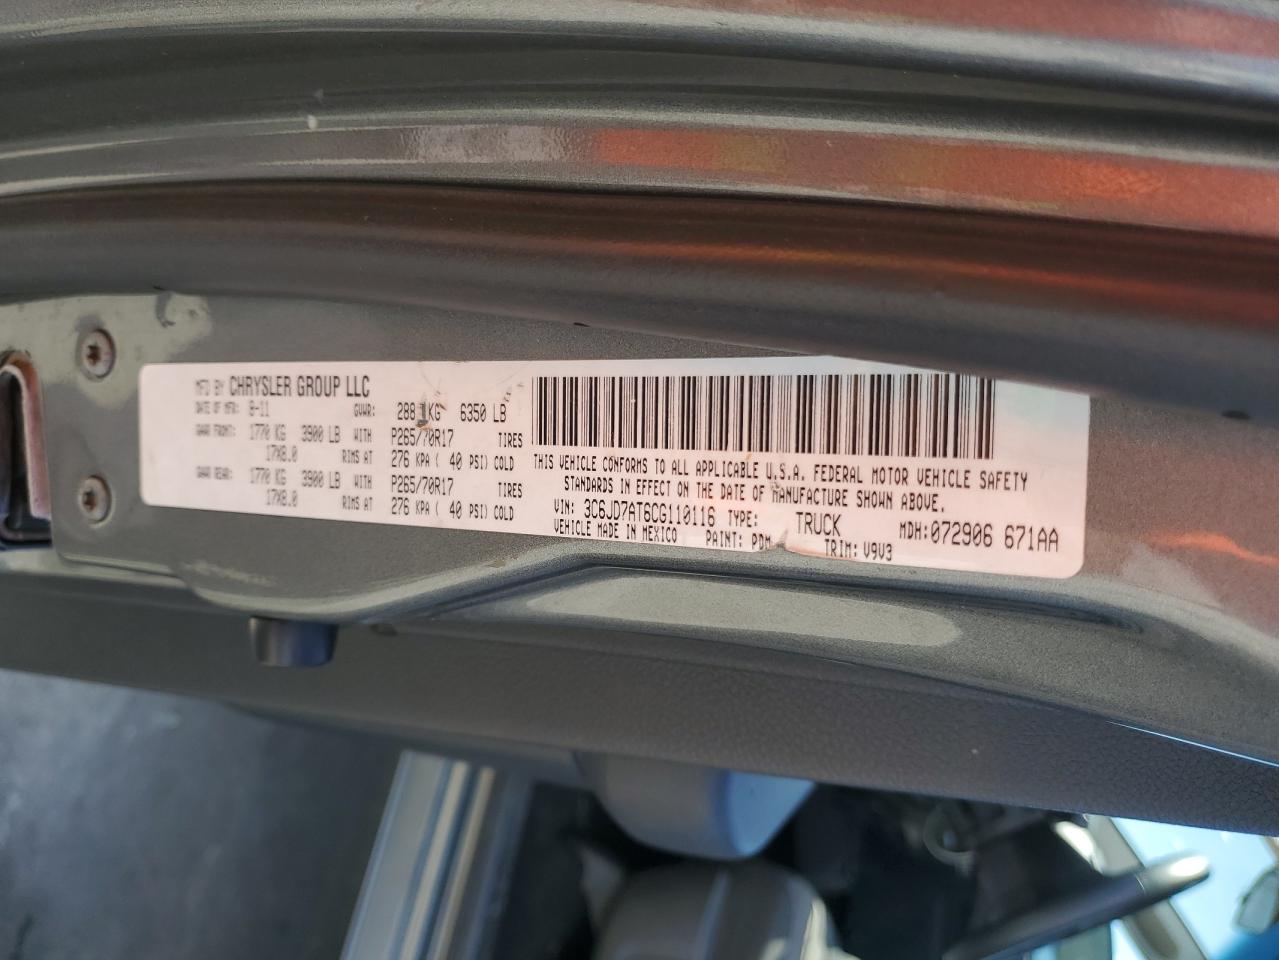 MFD BY CHRYSLER GROUP LLC
DATE OF MFR: 8-11 GVWR: 288 KG 6350 LB
GAWR FRONT: 1770 KG 3900 LB WITH P265/70R17 TIRES
17X8.0 RIMS AT 276 KPA ( 40 PSI) COLD
GAWR REAR: 1770 KG 3900 LB WITH P265/70R17 TIRES
17X8.0 RIMS AT 276 KPA ( 40 PSI) COLD
THIS VEHICLE CONFORMS TO ALL APPLICABLE U.S.A. FEDERAL MOTOR VEHICLE SAFETY
STANDARDS IN EFFECT ON THE DATE OF MANUFACTURE SHOWN ABOVE.
VIN: 3C6JD7AT6CG110116 TYPE: TRUCK MDH:072906 671AA
VEHICLE MADE IN MEXICO PAINT: PDM TRIM: V9V3